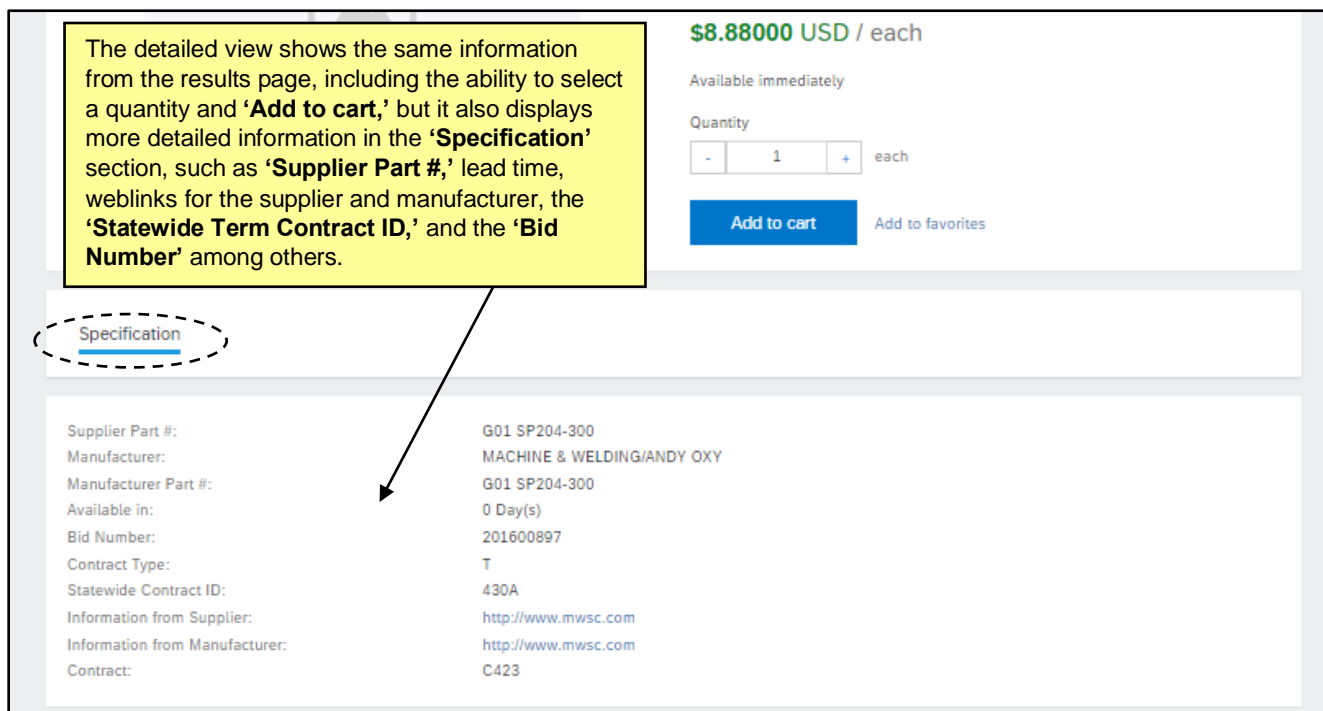 The detailed view shows the same information
from the results page, including the ability to select
a quantity and ‘Add to cart,’ but it also displays
more detailed information in the ‘Specification’
section, such as ‘Supplier Part #,’ lead time,
weblinks for the supplier and manufacturer, the
‘Statewide Term Contract ID,’ and the ‘Bid
Number’ among others.
$8.88000 USD / each
Available immediately
Quantity
- 1 + each
Add to cart Add to favorites
Specification
Supplier Part #: G01 SP204-300
Manufacturer: MACHINE & WELDING/ANDY OXY
Manufacturer Part #: G01 SP204-300
Available in: 0 Day(s)
Bid Number: 201600897
Contract Type: T
Statewide Contract ID: 430A
Information from Supplier: http://www.mwsc.com
Information from Manufacturer: http://www.mwsc.com
Contract: C423